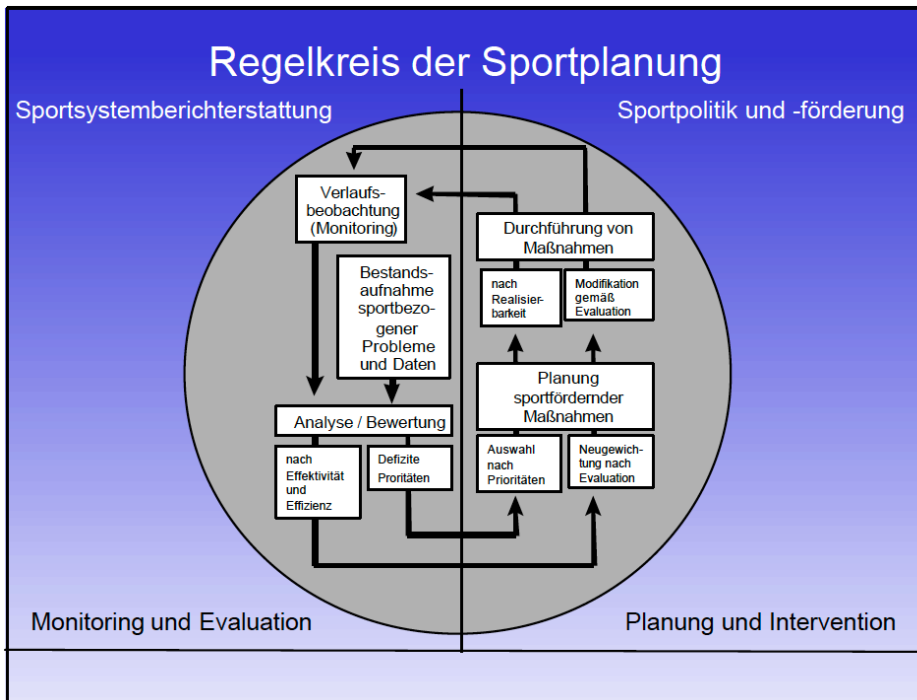 Regelkreis der Sportplanung
Sportsystemberichterstattung
Sportpolitik und -förderung
Verlaufs-
beobachtung
(Monitoring)
Bestands-
aufnahme
sportbezo-
gener
Probleme
und Daten
Analyse / Bewertung
nach
Effektivität
und
Effizienz
Defizite
Proritäten
Durchführung von
Maßnahmen
nach
Realisier-
barkeit
Modifikation
gemäß
Evaluation
Planung
sportfördernder
Maßnahmen
Auswahl
nach
Prioritäten
Neugewich-
tung nach
Evaluation
Monitoring und Evaluation
Planung und Intervention